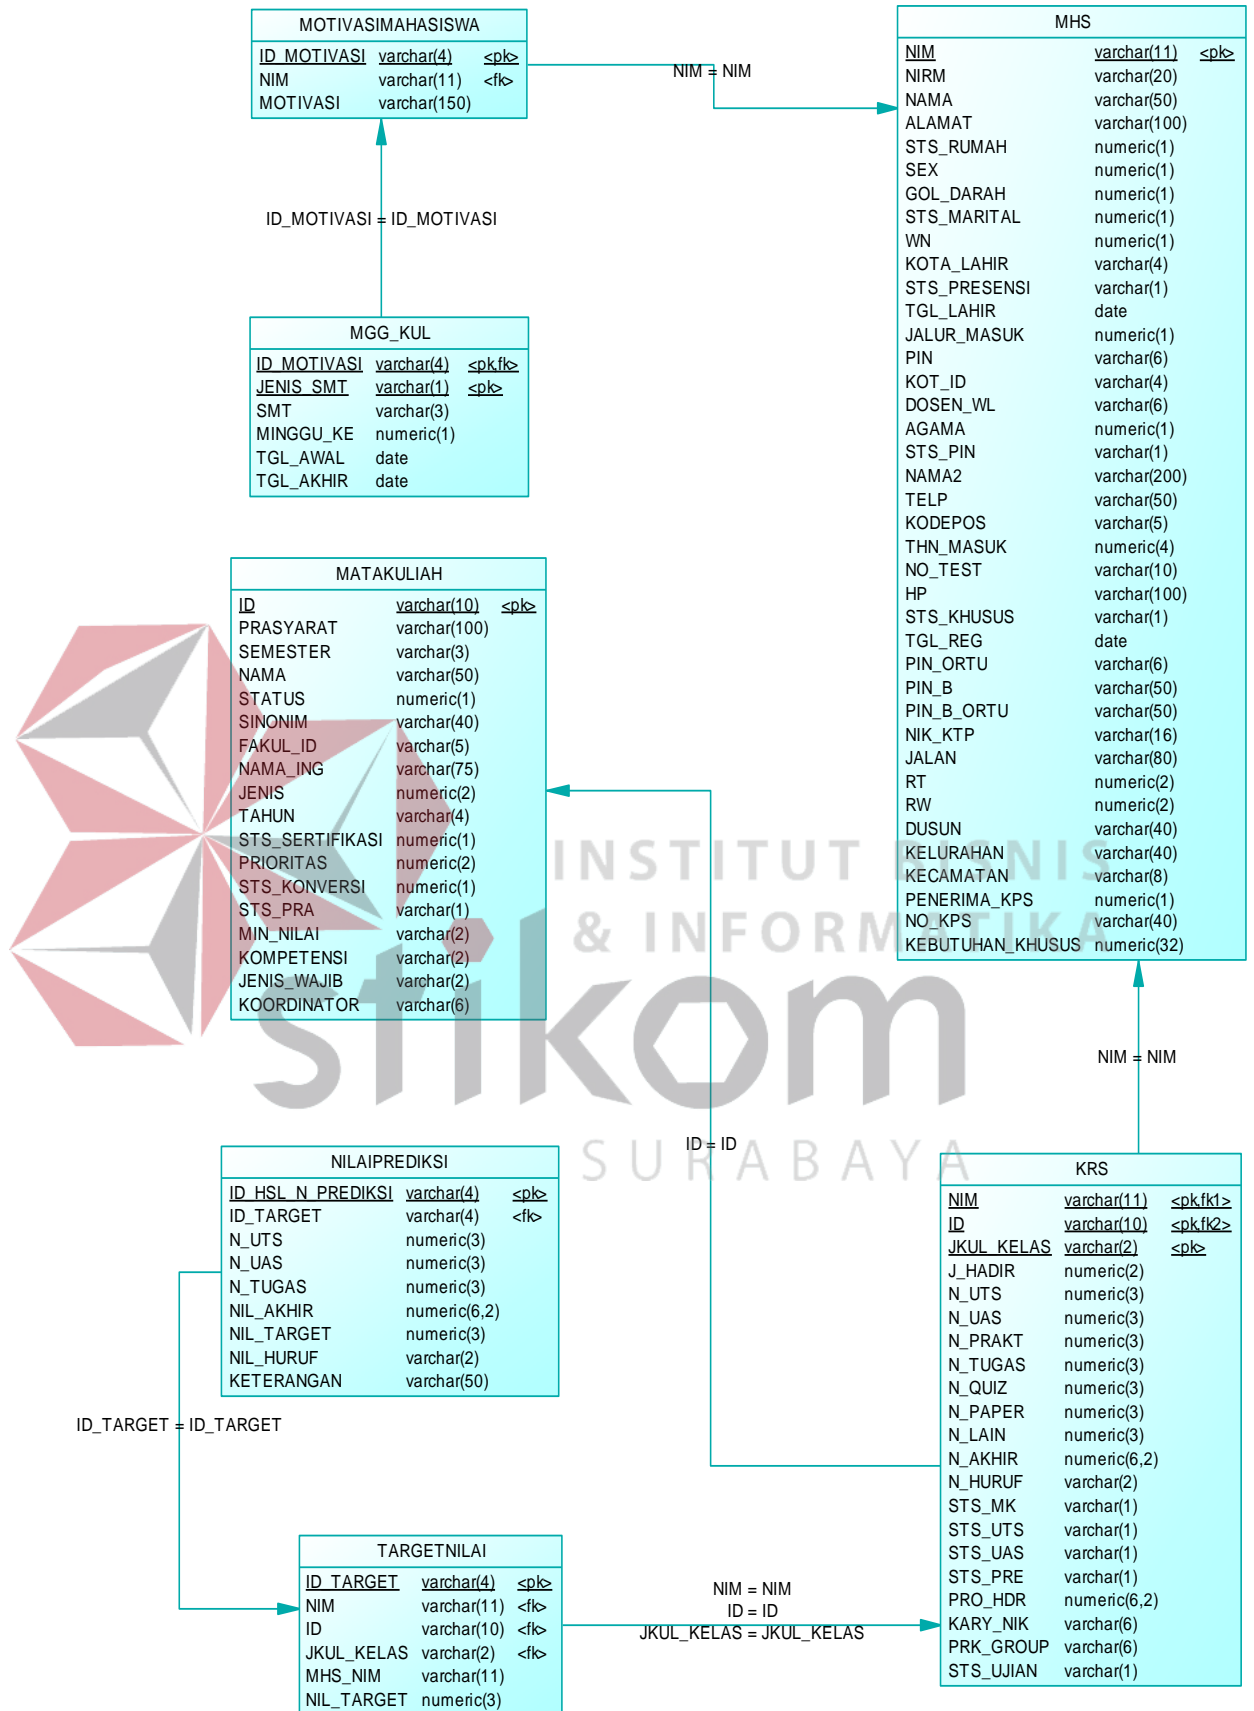 MOTIVASIMAHASISWA
ID_MOTIVASI varchar(4) <pk>
NIM varchar(11) <fk>
MOTIVASI varchar(150)
NIM = NIM
ID_MOTIVASI = ID_MOTIVASI
MGG_KUL
ID_MOTIVASI varchar(4) <pk,fk>
JENIS_SMT varchar(1) <pk>
SMT varchar(3)
MINGGU_KE numeric(1)
TGL_AWAL date
TGL_AKHIR date
MHS
NIM varchar(11) <pk>
NIRM varchar(20)
NAMA varchar(50)
ALAMAT varchar(100)
STS_RUMAH numeric(1)
SEX numeric(1)
GOL_DARAH numeric(1)
STS_MARITAL numeric(1)
WN numeric(1)
KOTA_LAHIR varchar(4)
STS_PRESENSI varchar(1)
TGL_LAHIR date
JALUR_MASUK numeric(1)
PIN varchar(6)
KOT_ID varchar(4)
DOSEN_WL varchar(6)
AGAMA numeric(1)
STS_PIN varchar(1)
NAMA2 varchar(200)
TELP varchar(50)
KODEPOS varchar(5)
THN_MASUK numeric(4)
NO_TEST varchar(10)
HP varchar(100)
STS_KHUSUS varchar(1)
TGL_REG date
PIN_ORTU varchar(6)
PIN_B varchar(50)
PIN_B_ORTU varchar(50)
NIK_KTP varchar(16)
JALAN varchar(80)
RT numeric(2)
RW numeric(2)
DUSUN varchar(40)
KELURAHAN varchar(40)
KECAMATAN varchar(8)
PENERIMA_KPS numeric(1)
NO_KPS varchar(40)
KEBUTUHAN_KHUSUS numeric(32)
MATAKULIAH
ID varchar(10) <pk>
PRASYARAT varchar(100)
SEMESTER varchar(3)
NAMA varchar(50)
STATUS numeric(1)
SINONIM varchar(40)
FAKUL_ID varchar(5)
NAMA_ING varchar(75)
JENIS numeric(2)
TAHUN varchar(4)
STS_SERTIFIKASI numeric(1)
PRIORITAS numeric(2)
STS_KONVERSI numeric(1)
STS_PRA varchar(1)
MIN_NILAI varchar(2)
KOMPETENSI varchar(2)
JENIS_WAJIB varchar(2)
KOORDINATOR varchar(6)
INSTITUT BISNIS
& INFORMATIKA
stikom
SURABAYA
NIM = NIM
ID = ID
NILAIPREDIKSI
ID_HSL_N_PREDIKSI varchar(4) <pk>
ID_TARGET varchar(4) <fk>
N_UTS numeric(3)
N_UAS numeric(3)
N_TUGAS numeric(3)
NIL_AKHIR numeric(6,2)
NIL_TARGET numeric(3)
NIL_HURUF varchar(2)
KETERANGAN varchar(50)
ID_TARGET = ID_TARGET
KRS
NIM varchar(11) <pk,fk1>
ID varchar(10) <pk,fk2>
JKUL_KELAS varchar(2) <pk>
J_HADIR numeric(2)
N_UTS numeric(3)
N_UAS numeric(3)
N_PRAKT numeric(3)
N_TUGAS numeric(3)
N_QUIZ numeric(3)
N_PAPER numeric(3)
N_LAIN numeric(3)
N_AKHIR numeric(6,2)
N_HURUF varchar(2)
STS_MK varchar(1)
STS_UTS varchar(1)
STS_UAS varchar(1)
STS_PRE varchar(1)
PRO_HDR numeric(6,2)
KARY_NIK varchar(6)
PRK_GROUP varchar(6)
STS_UJIAN varchar(1)
TARGETNILAI
ID_TARGET varchar(4) <pk>
NIM varchar(11) <fk>
ID varchar(10) <fk>
JKUL_KELAS varchar(2) <fk>
MHS_NIM varchar(11)
NIL_TARGET numeric(3)
NIM = NIM
ID = ID
JKUL_KELAS = JKUL_KELAS